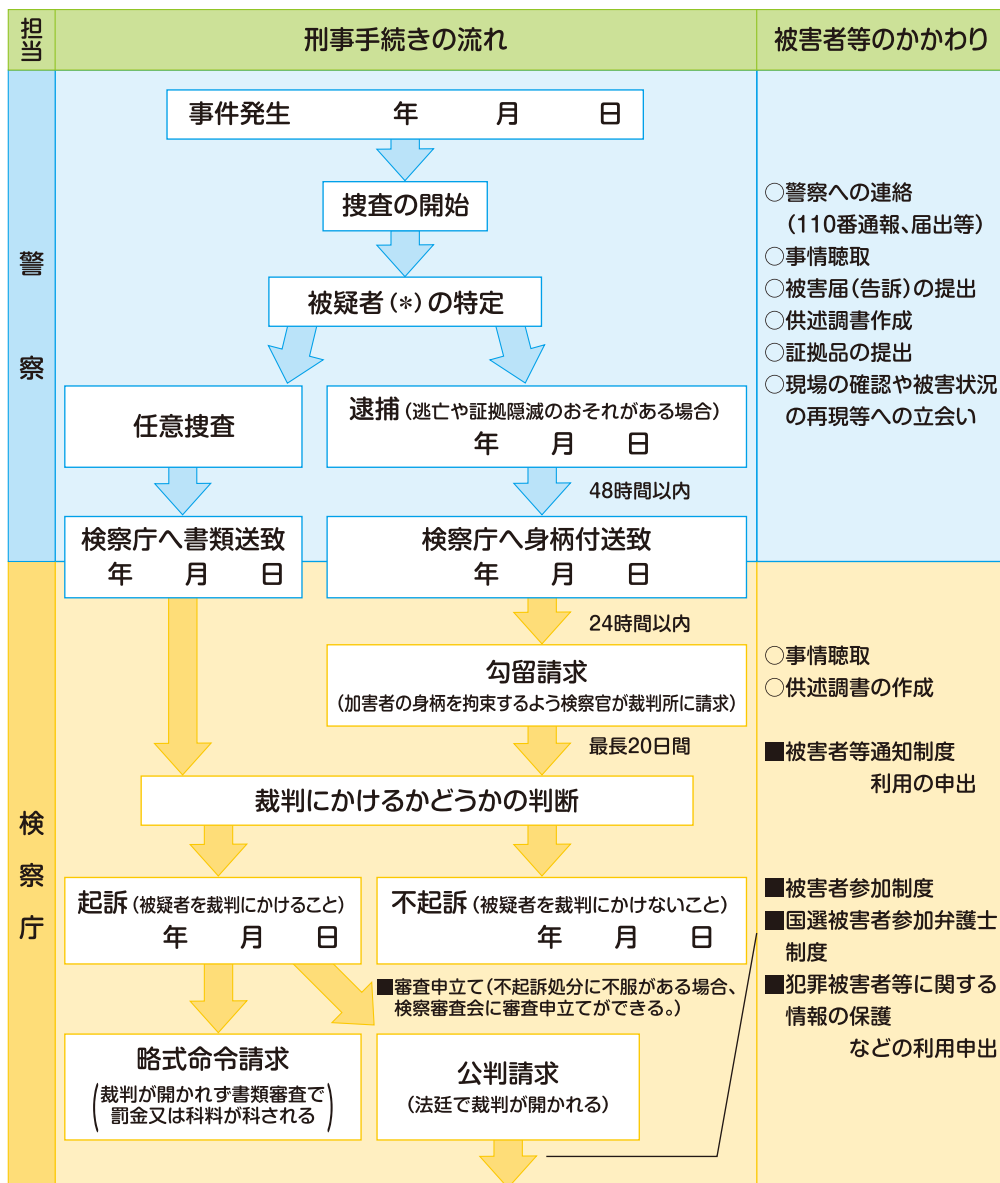 担当
刑事手続きの流れ
被害者等のかかわり
警察
事件発生 年 月 日
捜査の開始
被疑者(＊)の特定
任意捜査
逮捕(逃亡や証拠隠滅のおそれがある場合)
年 月 日
48時間以内
検察庁へ書類送致
年 月 日
検察庁へ身柄付送致
年 月 日
○警察への連絡
(110番通報、届出等)
○事情聴取
○被害届(告訴)の提出
○供述調書作成
○証拠品の提出
○現場の確認や被害状況
の再現等への立会い
検察庁
24時間以内
勾留請求
(加害者の身柄を拘束するよう検察官が裁判所に請求)
最長20日間
裁判にかけるかどうかの判断
起訴(被疑者を裁判にかけること)
年 月 日
不起訴(被疑者を裁判にかけないこと)
年 月 日
■審査申立て(不起訴処分に不服がある場合、
検察審査会に審査申立てができる。)
略式命令請求
(裁判が開かれず書類審査で
罰金又は科料が科される)
公判請求
(法廷で裁判が開かれる)
○事情聴取
○供述調書の作成
■被害者等通知制度
利用の申出
■被害者参加制度
■国選被害者参加弁護士
制度
■犯罪被害者等に関する
情報の保護
などの利用申出